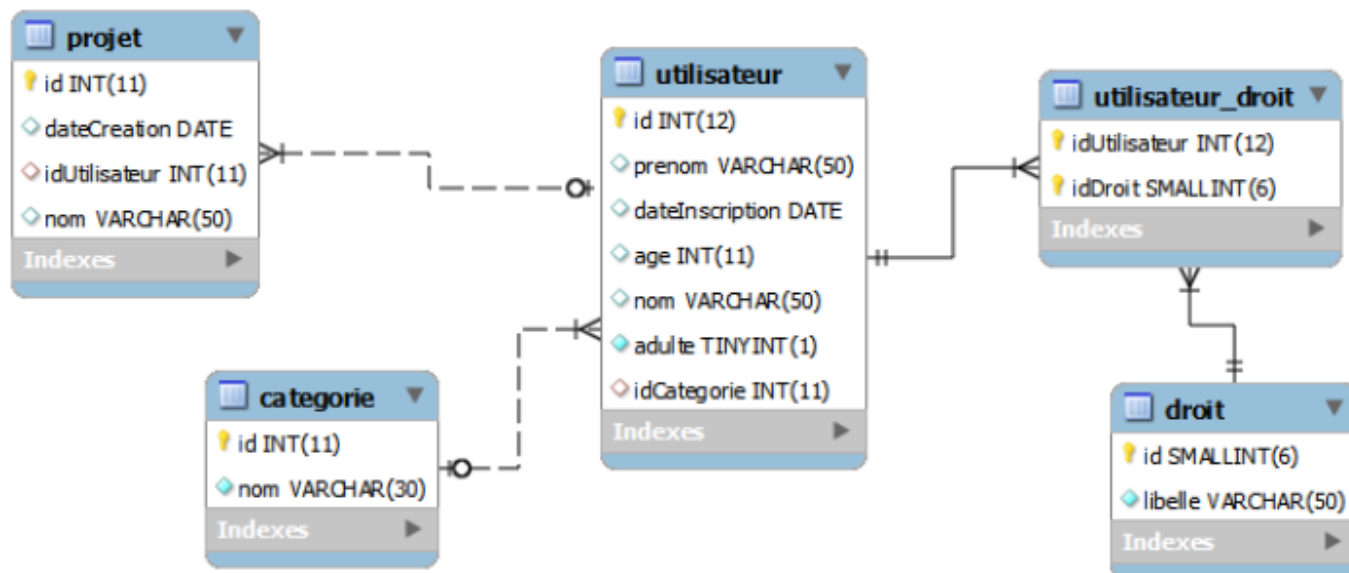 projet
id INT(11)
dateCreation DATE
idUtilisateur INT(11)
nom VARCHAR(50)
Indexes
utilisateur
id INT(12)
prenom VARCHAR(50)
dateInscription DATE
age INT(11)
nom VARCHAR(50)
adulte TINYINT(1)
idCategorie INT(11)
Indexes
utilisateur_droit
idUtilisateur INT(12)
idDroit SMALLINT(6)
Indexes
categorie
id INT(11)
nom VARCHAR(30)
Indexes
droit
id SMALLINT(6)
libelle VARCHAR(50)
Indexes